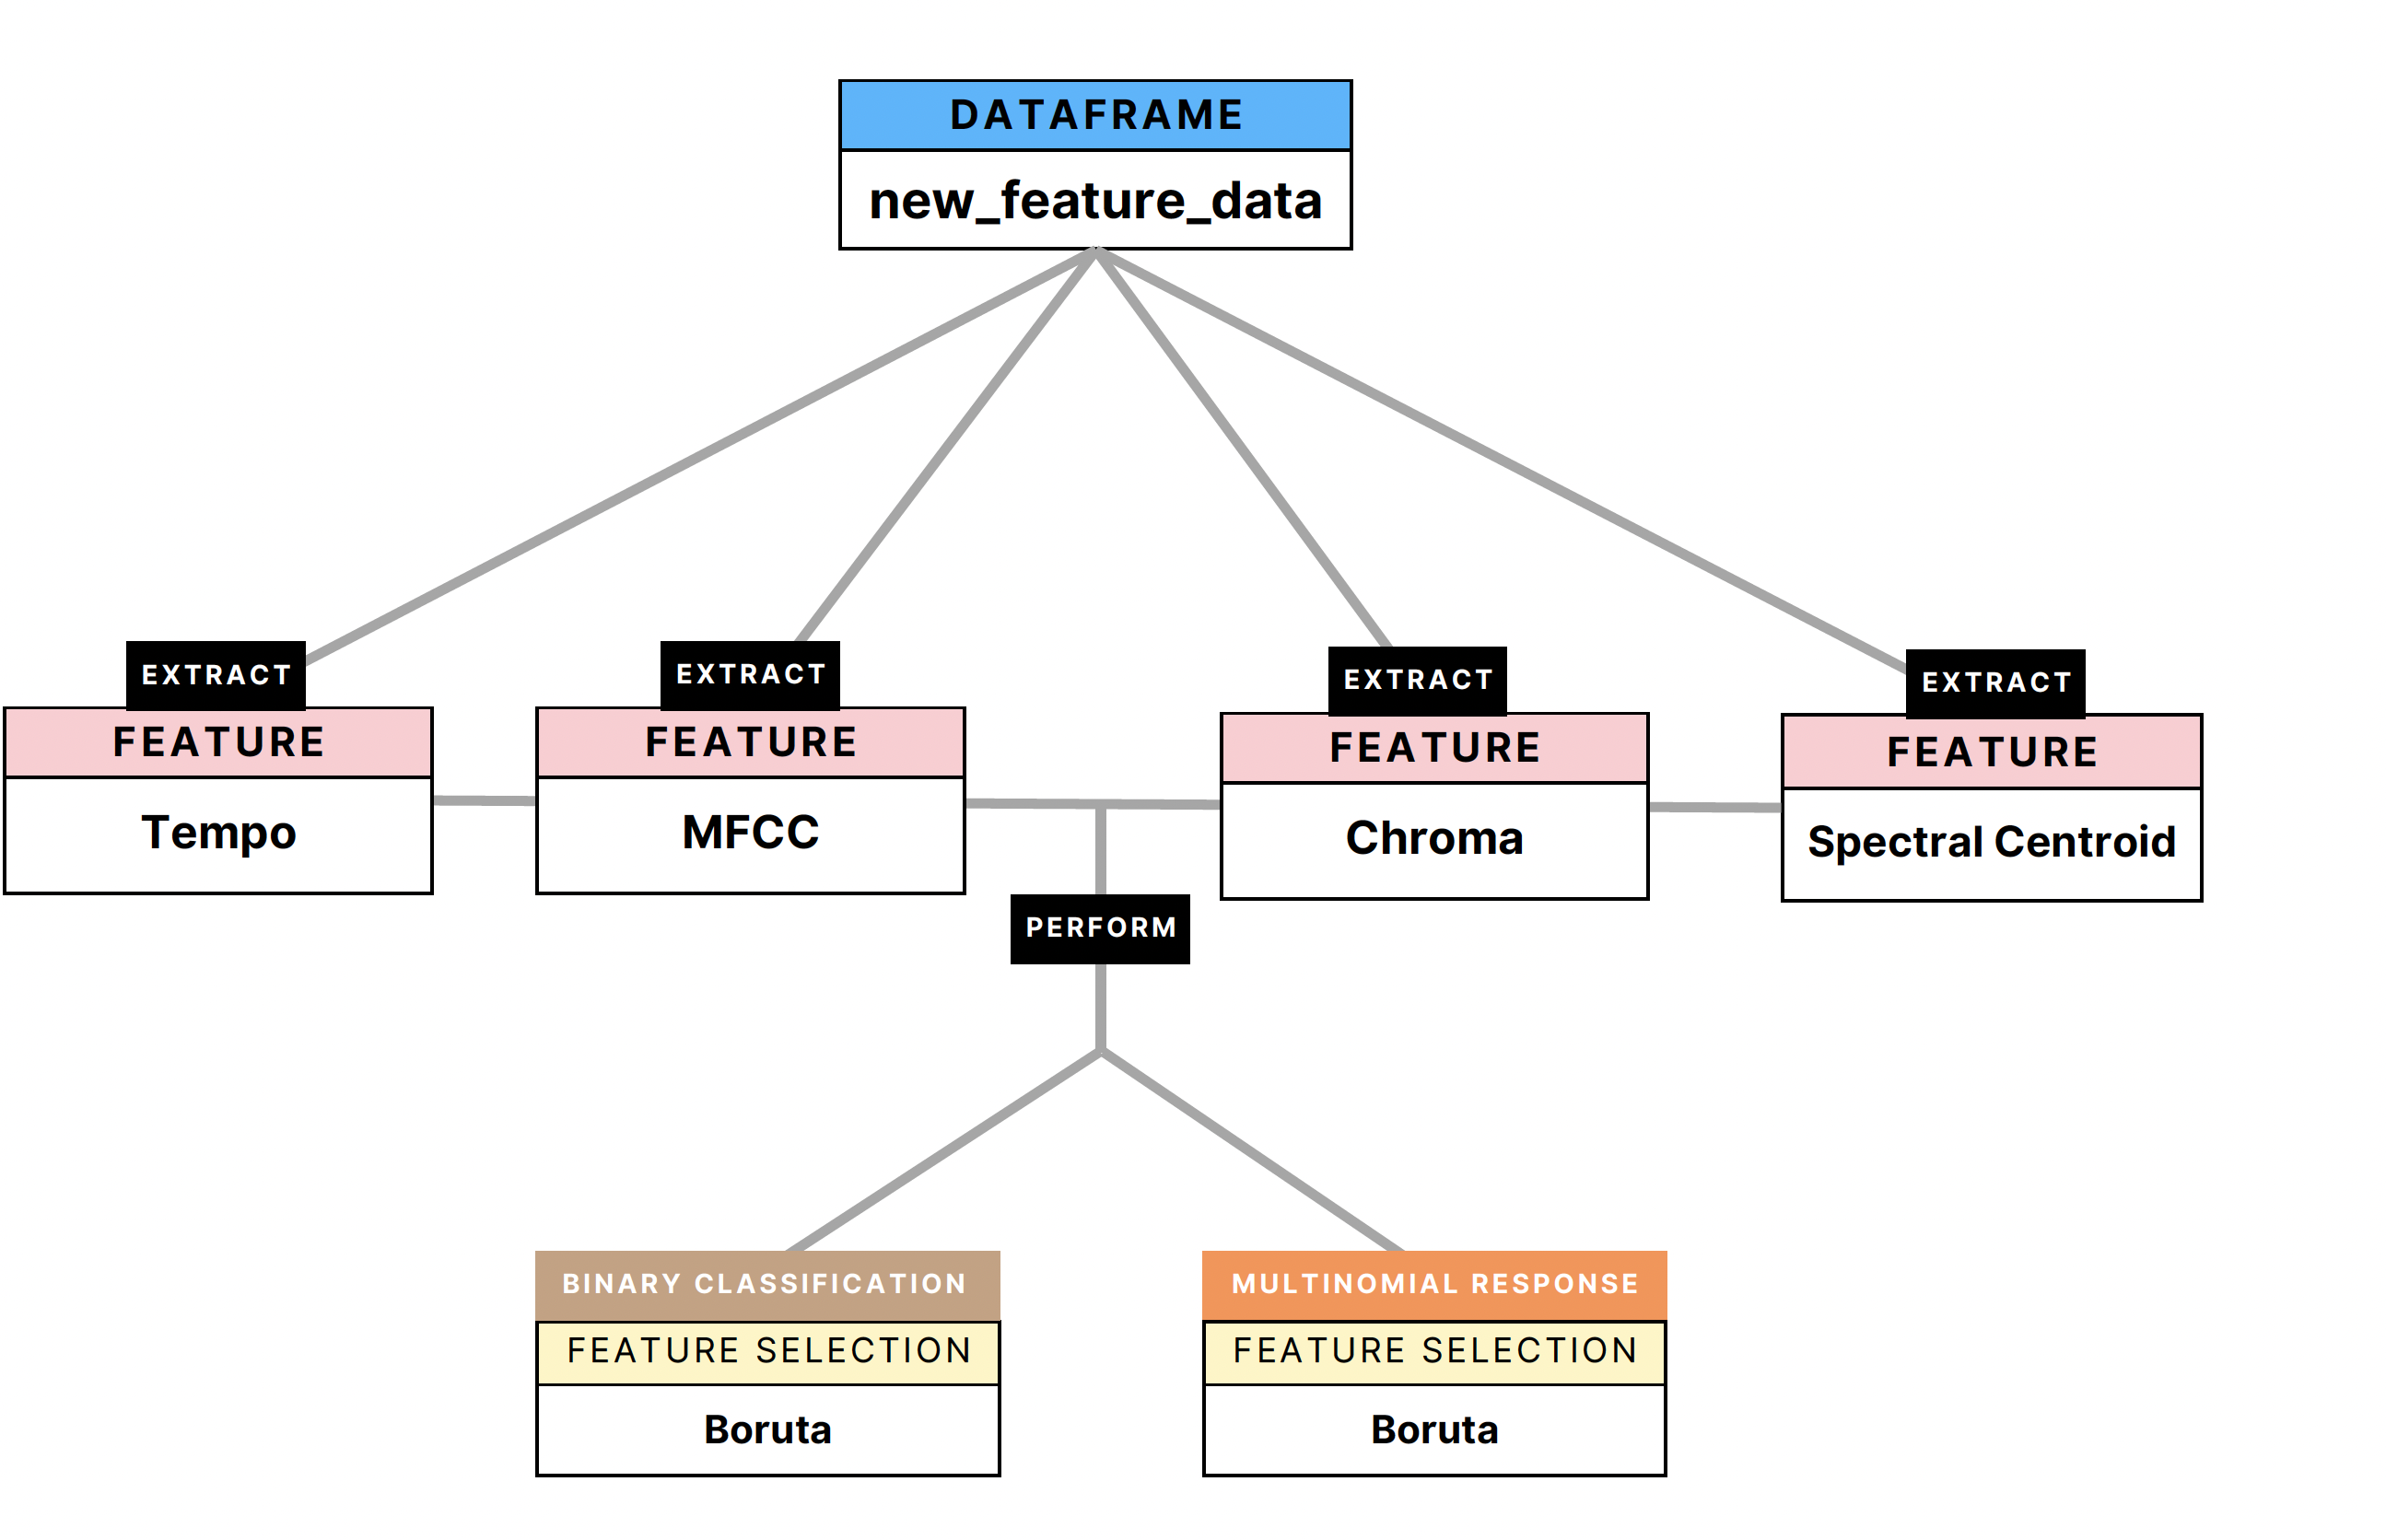 DATAFRAME
new_feature_data
EXTRACT
EXTRACT
EXTRACT
EXTRACT
FEATURE
FEATURE
FEATURE
FEATURE
Tempo
MFCC
Chroma
Spectral Centroid
PERFORM
BINARY CLASSIFICATION
MULTINOMIAL RESPONSE
FEATURE SELECTION
FEATURE SELECTION
Boruta
Boruta